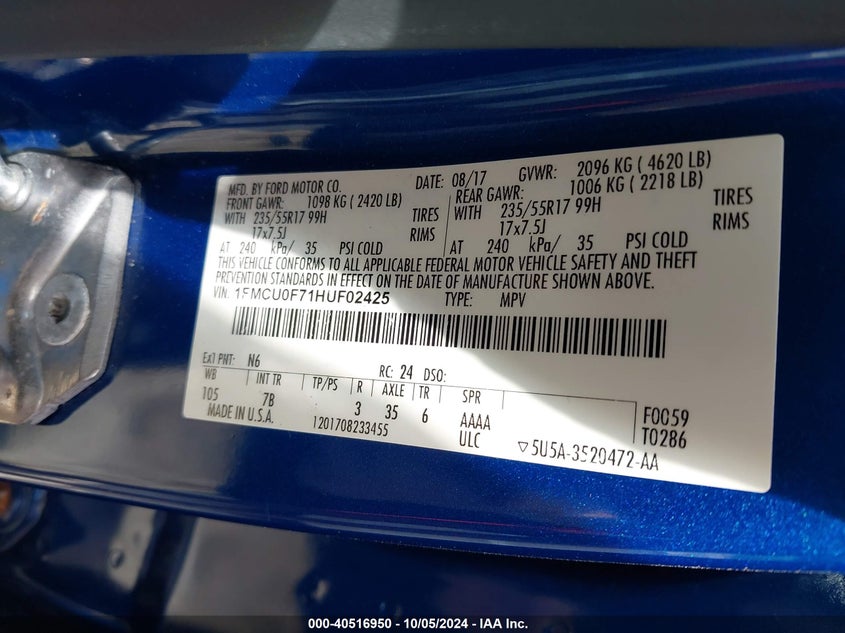 MFD. BY FORD MOTOR CO. DATE: 08/17 GVWR: 2096 KG ( 4620 LB)
FRONT GAWR: 1098 KG ( 2420 LB) REAR GAWR: 1006 KG ( 2218 LB)
WITH 235/55R17 99H TIRES WITH 235/55R17 99H TIRES
17x7.5J RIMS 17x7.5J RIMS
AT 240 kPa/ 35 PSI COLD AT 240 kPa/ 35 PSI COLD
THIS VEHICLE CONFORMS TO ALL APPLICABLE FEDERAL MOTOR VEHICLE SAFETY AND THEFT
PREVENTION STANDARDS IN EFFECT ON THE DATE OF MANUFACTURE SHOWN ABOVE.
VIN: 1FMCU0F71HUF02425 TYPE: MPV
Ext PNT: N6 RC: 24 DSO:
WB INT TR TP/PS R AXLE TR SPR
105 7B 3 35 6 AAAA F0059
MADE IN U.S.A. 1201708233455 ULC T0286
▽5U5A-3520472-AA
000-40516950 - 10/05/2024 - IAA Inc.